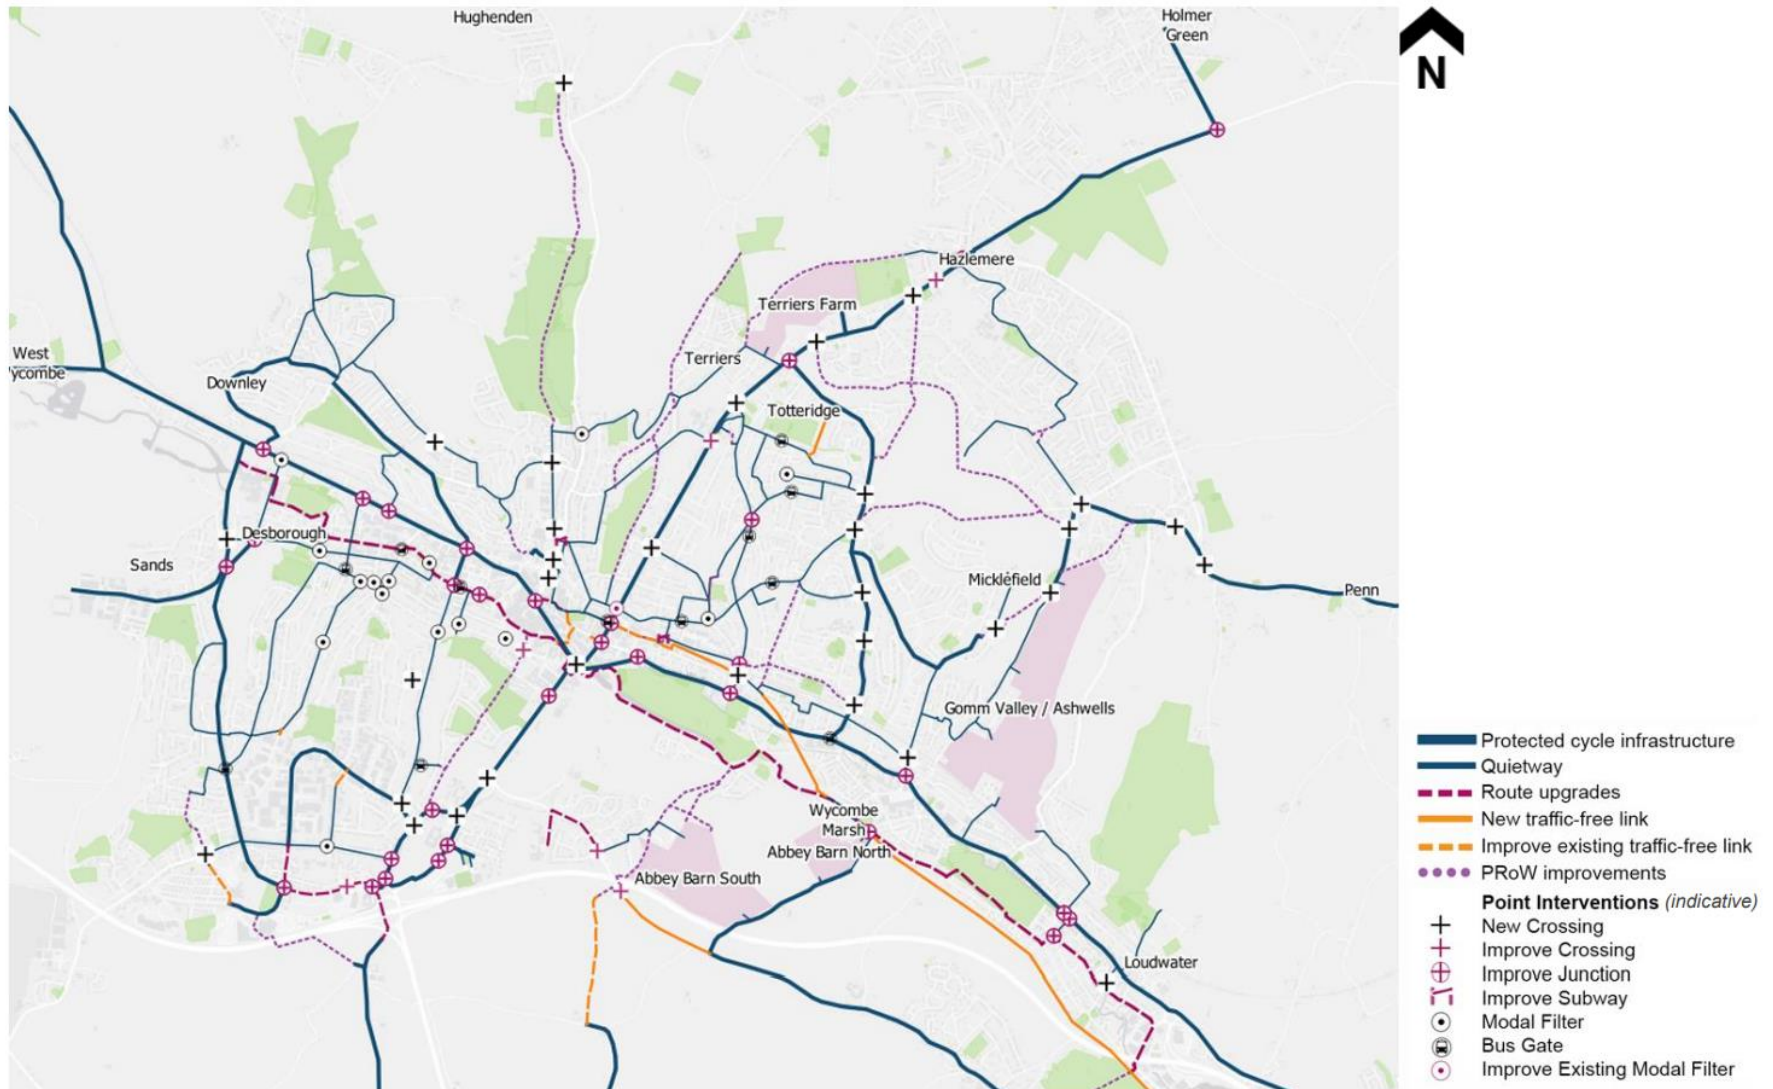 Hughenden
Holmer
Green
N
Hazlemere
Terriers Farm
West
ycombe
Terriers
Downley
Totteridge
Desborough
Sands
Micklefield
Penn
Gomm Valley / Ashwells
Wycombe
Marsh
Abbey Barn North
Abbey Barn South
Loudwater
Protected cycle infrastructure
Quietway
Route upgrades
New traffic-free link
Improve existing traffic-free link
PRoW improvements
Point Interventions (indicative)
New Crossing
Improve Crossing
Improve Junction
Improve Subway
Modal Filter
Bus Gate
Improve Existing Modal Filter